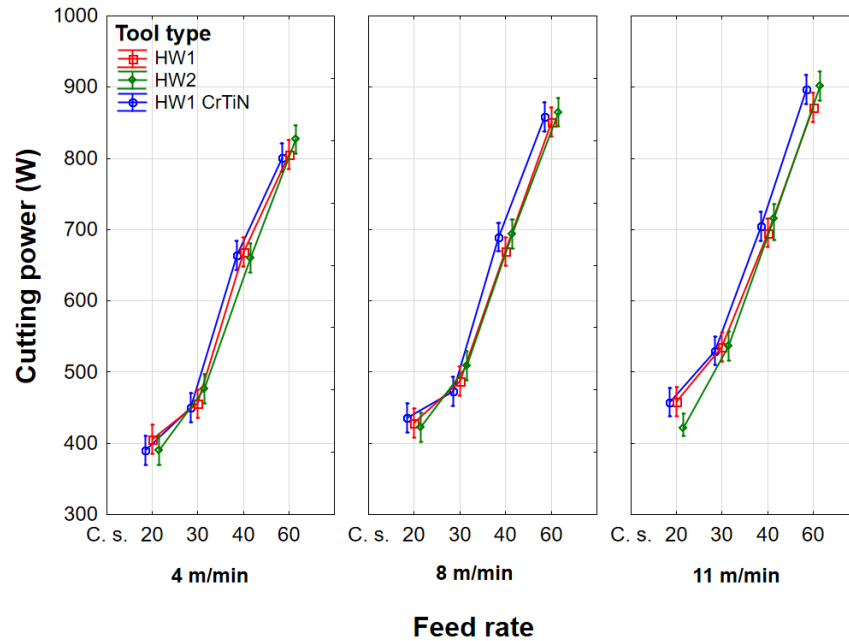 Tool type
HW1
HW2
HW1 CrTiN
Cutting power (W)
1000
900
800
700
600
500
400
300
C. s. 20 30 40 60
C. s. 20 30 40 60
C. s. 20 30 40 60
4 m/min
8 m/min
11 m/min
Feed rate